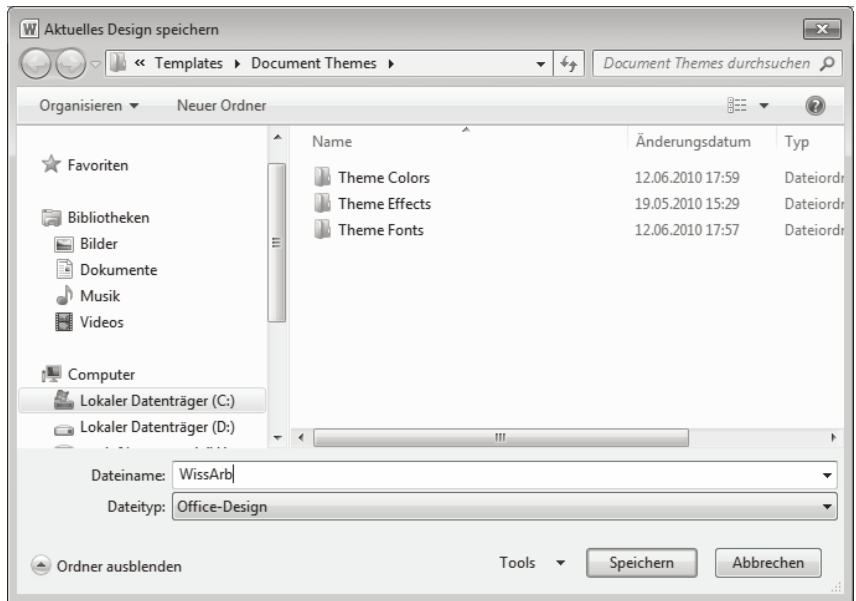 Aktuelles Design speichern
« Templates Document Themes
Document Themes durchsuchen
Organisieren Neuer Ordner
Name Änderungsdatum Typ
Favoriten
Theme Colors 12.06.2010 17:59 Dateiordr
Theme Effects 19.05.2010 15:29 Dateiordr
Theme Fonts 12.06.2010 17:57 Dateiordr
Bibliotheken
Bilder
Dokumente
Musik
Videos
Computer
Lokaler Datenträger (C:)
Lokaler Datenträger (D:)
Dateiname: WissArb
Dateityp: Office-Design
Ordner ausblenden
Tools Speichern Abbrechen